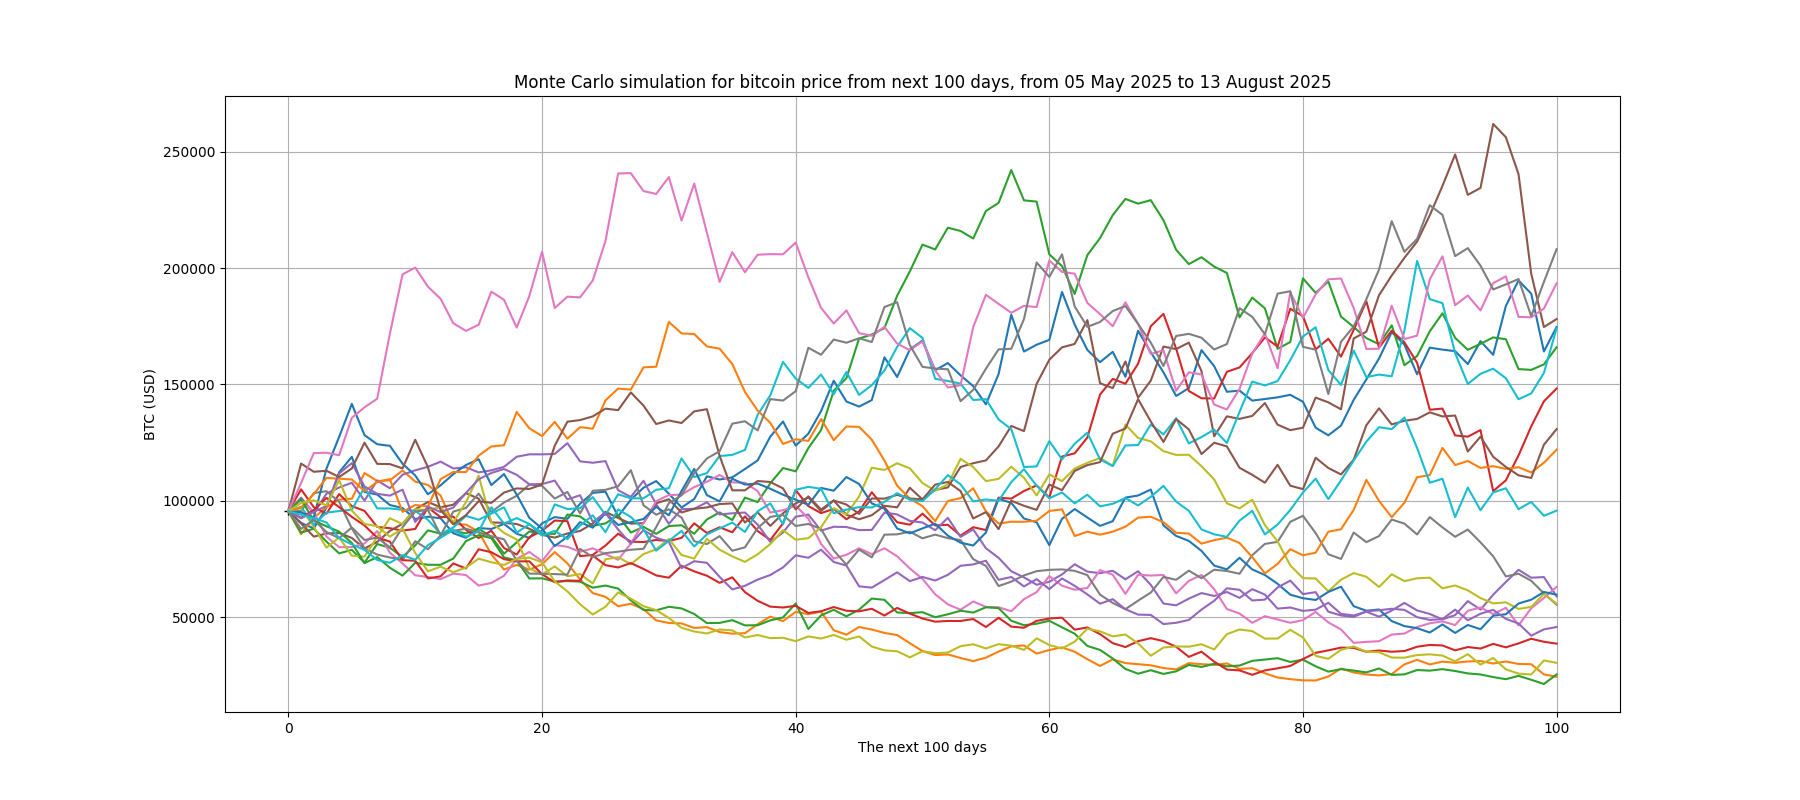 Monte Carlo simulation for bitcoin price from next 100 days, from 05 May 2025 to 13 August 2025
250000
200000
150000
100000
50000
BTC (USD)
0 20 40 60 80 100
The next 100 days